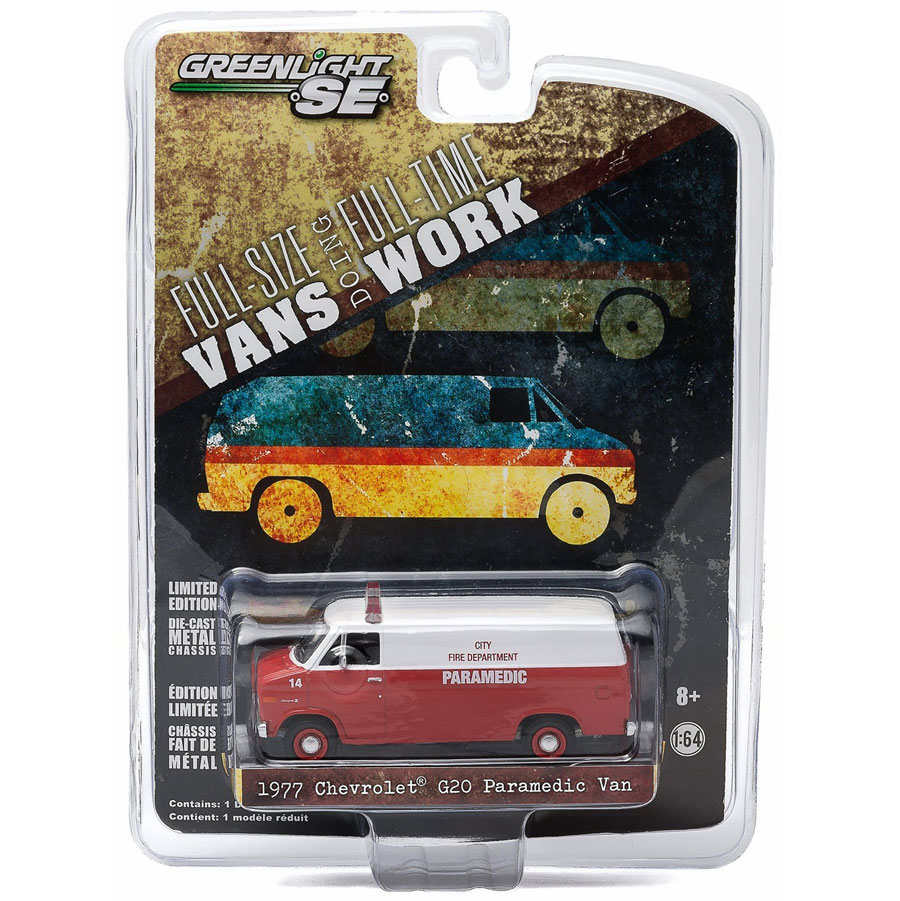 GREENLIGHT
SE
FULL-SIZE DOING FULL-TIME
VANS WORK
LIMITED
EDITION
DIE-CAST
METAL
CHASSIS
ÉDITION
LIMITÉE
CHÂSSIS
FAIT DE
MÉTAL
CITY
FIRE DEPARTMENT
PARAMEDIC
14
8+
1:64
1977 Chevrolet® G20 Paramedic Van
Contains: 1
Contient: 1 modèle réduit